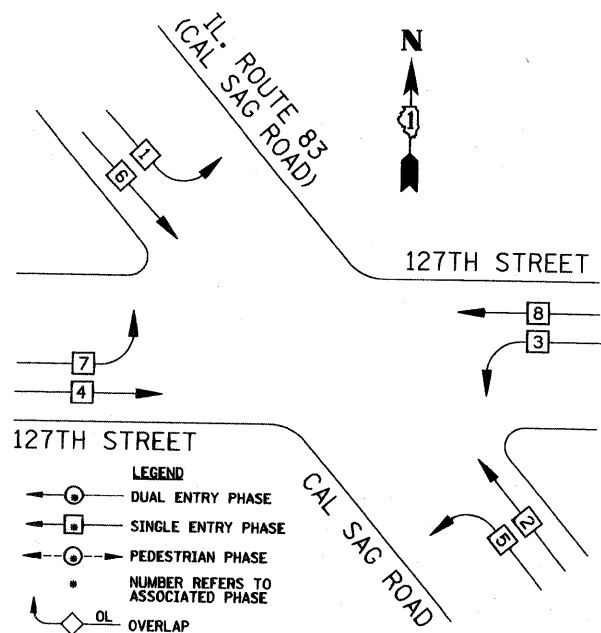 IL. ROUTE 83
(CAL SAG ROAD)
N
1
1
6
127TH STREET
8
3
7
4
127TH STREET
CAL SAG ROAD
2
5
LEGEND
* DUAL ENTRY PHASE
* SINGLE ENTRY PHASE
* PEDESTRIAN PHASE
* NUMBER REFERS TO
ASSOCIATED PHASE
OL OVERLAP